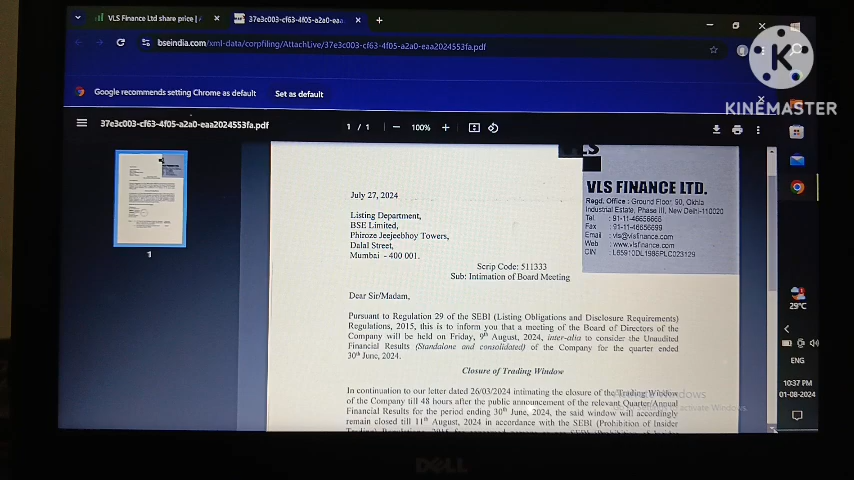 VLS Finance Ltd share price |
37e3c003-cf63-4f05-a2a0-ea
bseindia.com/xml-data/corpfiling/AttachLive/37e3c003-cf63-4f05-a2a0-eaa2024553fa.pdf
Google recommends setting Chrome as default
Set as default
KINEMASTER
37e3c003-cf63-4f05-a2a0-eaa2024553fa.pdf
1 / 1
100%
1
VLS
VLS FINANCE LTD.
Regd. Office : Ground Floor 90, Okhla
Industrial Estate, Phase III, New Delhi-110020
Tel : 91-11-46656666
Fax : 91-11-46656699
Email : vls@vlsfinance.com
Web : www.vlsfinance.com
CIN : L65910DL1986PLC023129
July 27, 2024
Listing Department,
BSE Limited,
Phiroze Jeejeebhoy Towers,
Dalal Street,
Mumbai - 400 001.
Scrip Code: 511333
Sub: Intimation of Board Meeting
Dear Sir/Madam,
Pursuant to Regulation 29 of the SEBI (Listing Obligations and Disclosure Requirements)
Regulations, 2015, this is to inform you that a meeting of the Board of Directors of the
Company will be held on Friday, 9th August, 2024, inter-alia to consider the Unaudited
Financial Results (Standalone and consolidated) of the Company for the quarter ended
30th June, 2024.
Closure of Trading Window
In continuation to our letter dated 26/03/2024 intimating the closure of the Trading Window
of the Company till 48 hours after the public announcement of the relevant Quarter/Annual
Financial Results for the period ending 30th June, 2024, the said window will accordingly
remain closed till 11th August, 2024 in accordance with the SEBI (Prohibition of Insider
Trading) Regulations, 2015
29°C
ENG
10:37 PM
01-08-2024
DELL